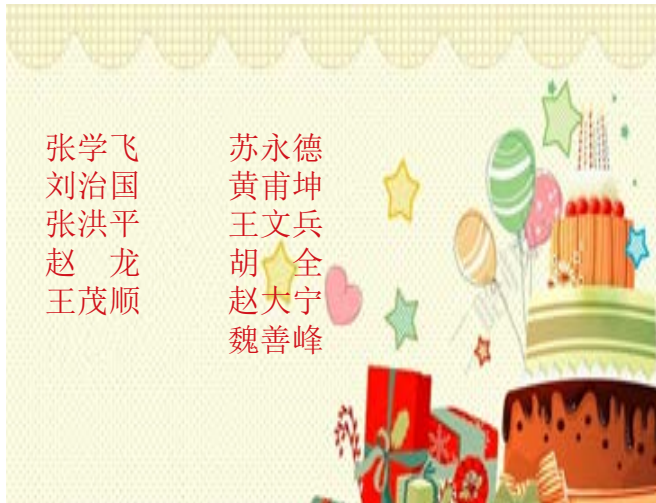 张学飞 苏永德
刘治国 黄甫坤
张洪平 王文兵
赵　龙 胡　全
王茂顺 赵大宁
魏善峰